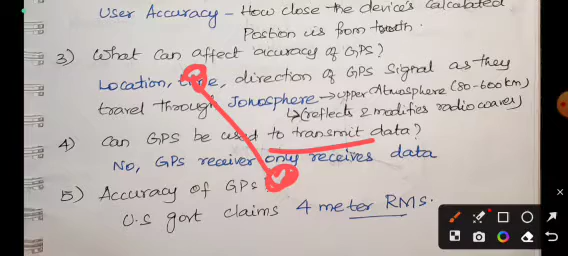 User Accuracy - How close the device's calculated
Position is from truth.
3) What can affect accuracy of GPS?
Location, time, direction of GPS signal as they
travel through Ionosphere → upper Atmosphere (80-600km)
↳ (reflects & modifies radio waves)
4) Can GPS be used to transmit data?
No, GPS receiver only receives data
5) Accuracy of GPS
U.S govt claims 4 meter RMS.